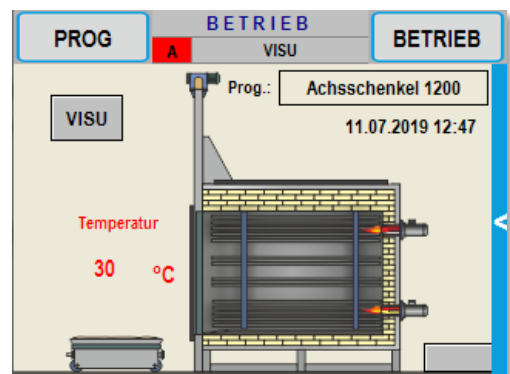 PROG
BETRIEB
BETRIEB
A
VISU
Prog.: Achsschenkel 1200
VISU
11.07.2019 12:47
Temperatur
30 °C
<